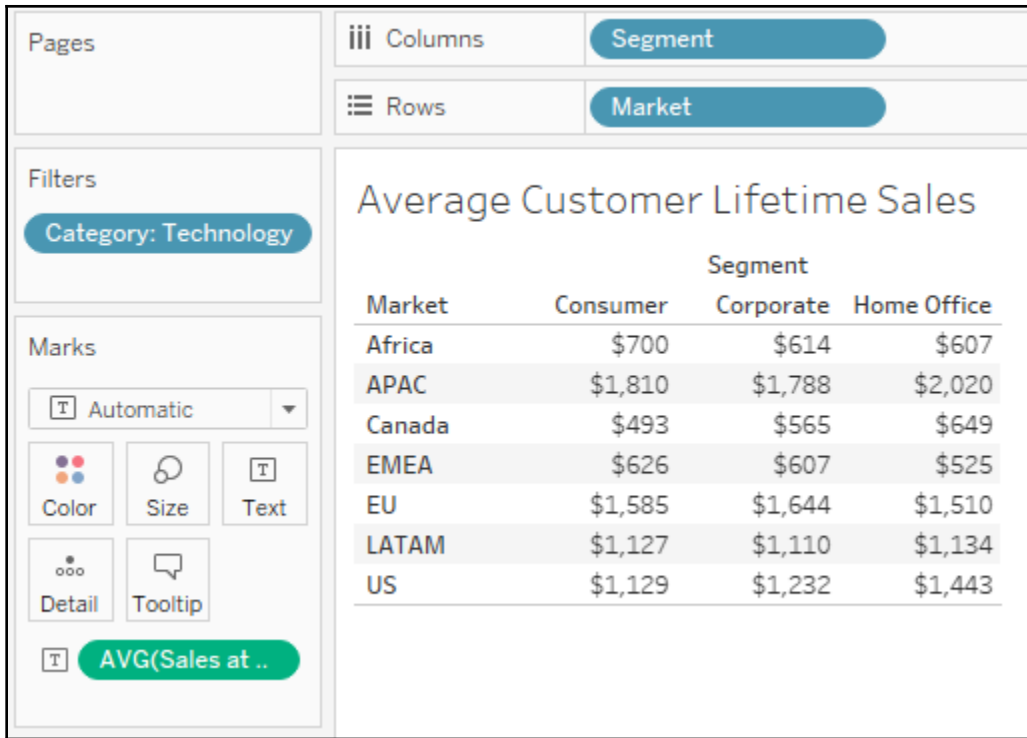 Pages
Columns Segment
Rows Market
Filters
Category: Technology
Marks
T Automatic
Color Size T Text
Detail Tooltip
T AVG(Sales at ..
Average Customer Lifetime Sales
Segment
Market Consumer Corporate Home Office
Africa $700 $614 $607
APAC $1,810 $1,788 $2,020
Canada $493 $565 $649
EMEA $626 $607 $525
EU $1,585 $1,644 $1,510
LATAM $1,127 $1,110 $1,134
US $1,129 $1,232 $1,443